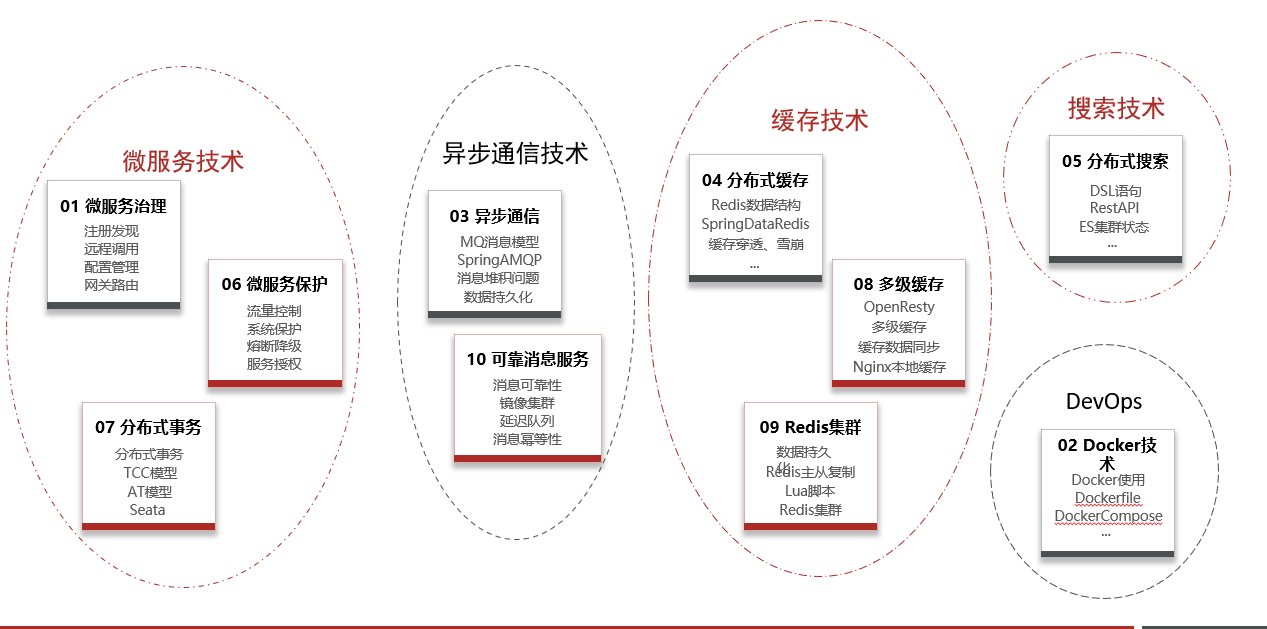 微服务技术
01 微服务治理
注册发现
远程调用
配置管理
网关路由
06 微服务保护
流量控制
系统保护
熔断降级
服务授权
07 分布式事务
分布式事务
TCC模型
AT模型
Seata
异步通信技术
03 异步通信
MQ消息模型
SpringAMQP
消息堆积问题
数据持久化
10 可靠消息服务
消息可靠性
镜像集群
延迟队列
消息幂等性
缓存技术
04 分布式缓存
Redis数据结构
SpringDataRedis
缓存穿透、雪崩
...
08 多级缓存
OpenResty
多级缓存
缓存数据同步
Nginx本地缓存
09 Redis集群
数据持久
化
Redis主从复制
Lua脚本
Redis集群
搜索技术
05 分布式搜索
DSL语句
RestAPI
ES集群状态
...
DevOps
02 Docker技
术
Docker使用
Dockerfile
DockerCompose
...